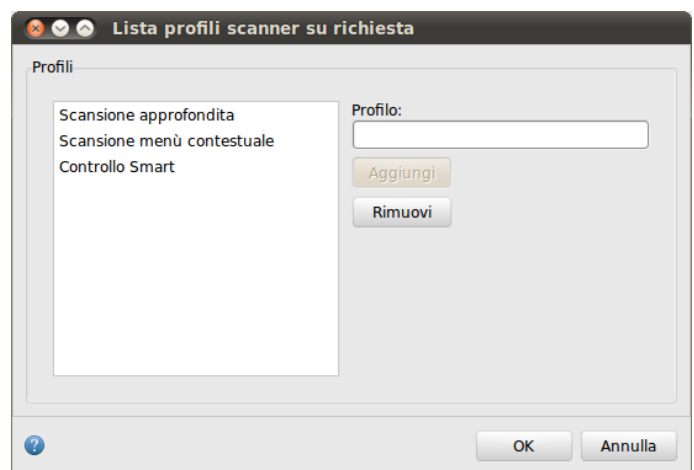 Lista profili scanner su richiesta
Profili
Scansione approfondita
Scansione menù contestuale
Controllo Smart
Profilo:
Aggiungi
Rimuovi
?
OK
Annulla